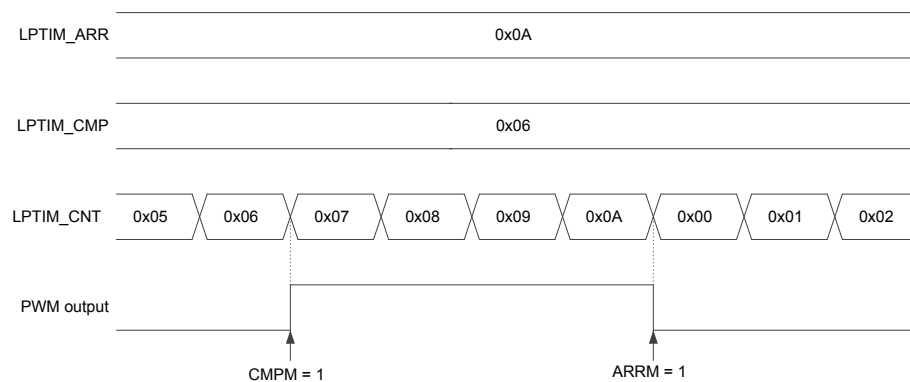 LPTIM_ARR 0x0A
LPTIM_CMP 0x06
LPTIM_CNT 0x05 0x06 0x07 0x08 0x09 0x0A 0x00 0x01 0x02
PWM output
CMPM = 1 ARRM = 1